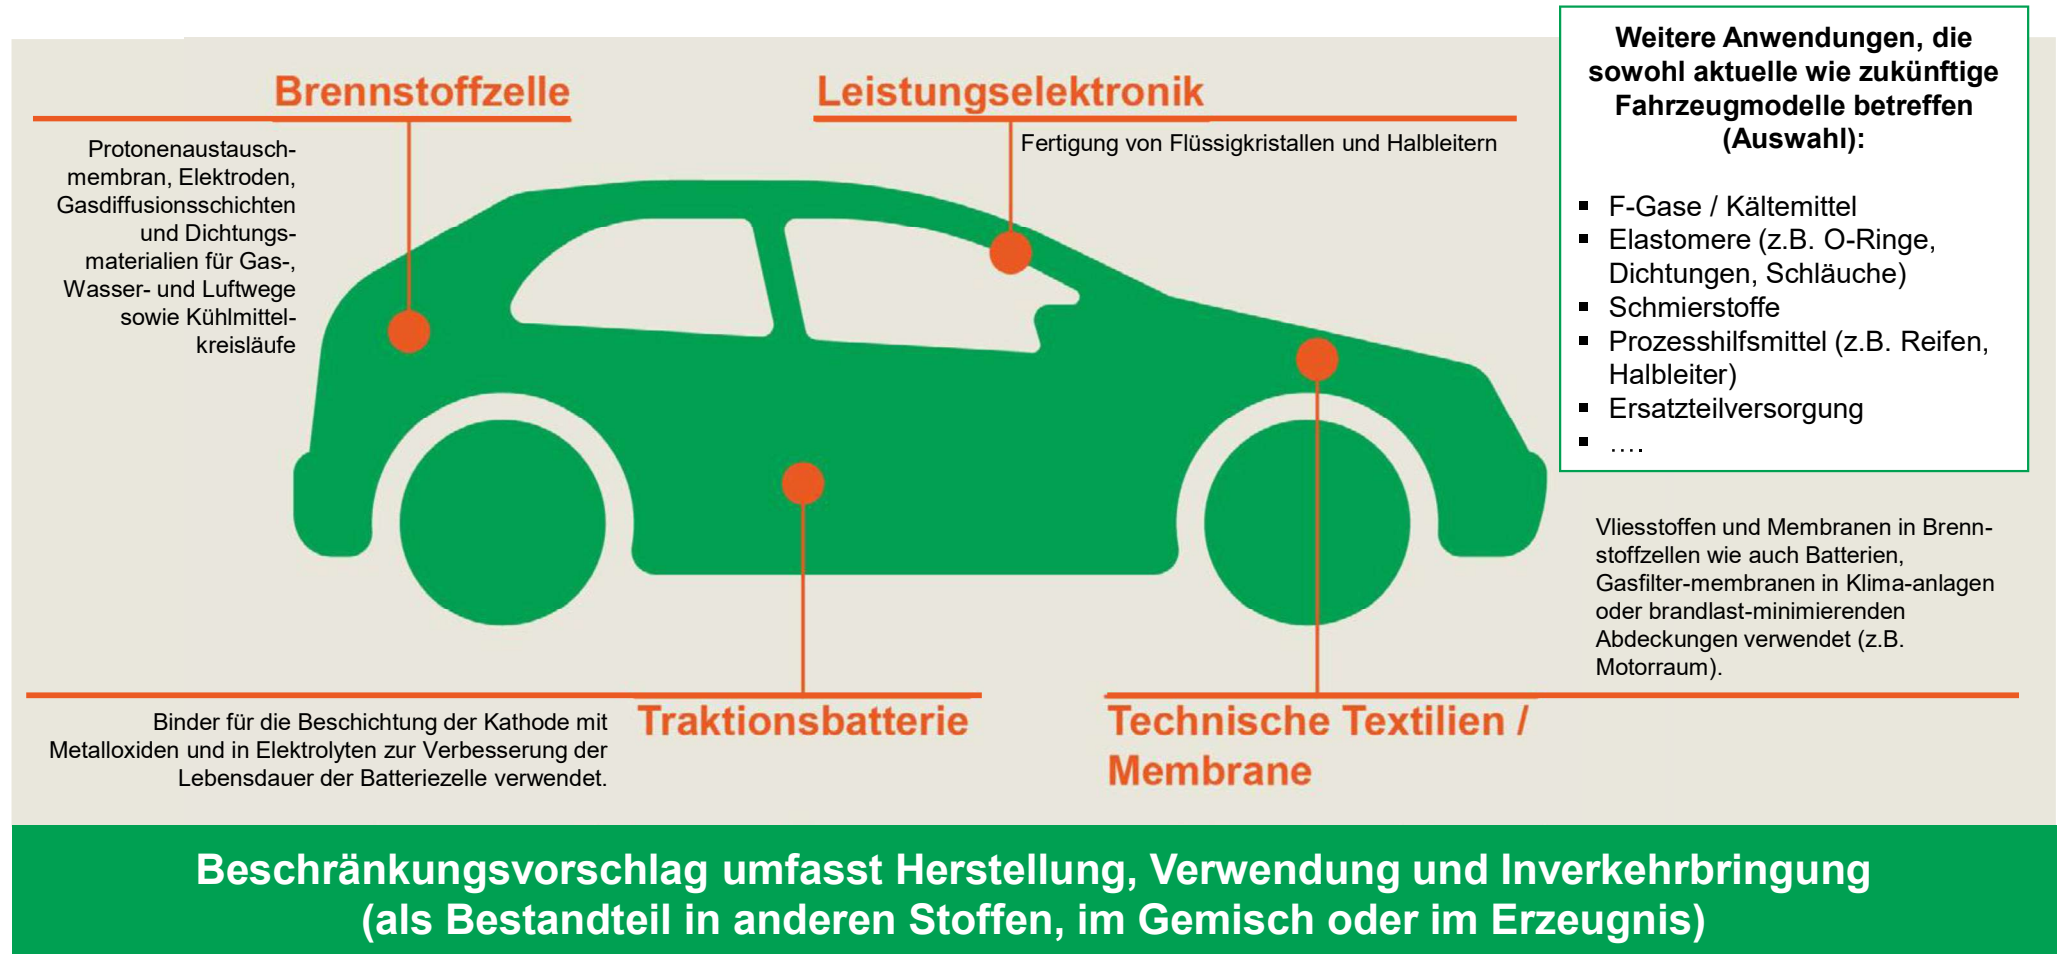 Brennstoffzelle
Protonenaustausch-
membran, Elektroden,
Gasdiffusionsschichten
und Dichtungs-
materialien für Gas-,
Wasser- und Luftwege
sowie Kühlmittel-
kreisläufe
Leistungselektronik
Fertigung von Flüssigkristallen und Halbleitern
Weitere Anwendungen, die
sowohl aktuelle wie zukünftige
Fahrzeugmodelle betreffen
(Auswahl):
▪ F-Gase / Kältemittel
▪ Elastomere (z.B. O-Ringe,
Dichtungen, Schläuche)
▪ Schmierstoffe
▪ Prozesshilfsmittel (z.B. Reifen,
Halbleiter)
▪ Ersatzteilversorgung
▪ ….
Vliesstoffen und Membranen in Brenn-
stoffzellen wie auch Batterien,
Gasfilter-membranen in Klima-anlagen
oder brandlast-minimierenden
Abdeckungen verwendet (z.B.
Motorraum).
Binder für die Beschichtung der Kathode mit
Metalloxiden und in Elektrolyten zur Verbesserung der
Lebensdauer der Batteriezelle verwendet.
Traktionsbatterie
Technische Textilien /
Membrane
Beschränkungsvorschlag umfasst Herstellung, Verwendung und Inverkehrbringung
(als Bestandteil in anderen Stoffen, im Gemisch oder im Erzeugnis)